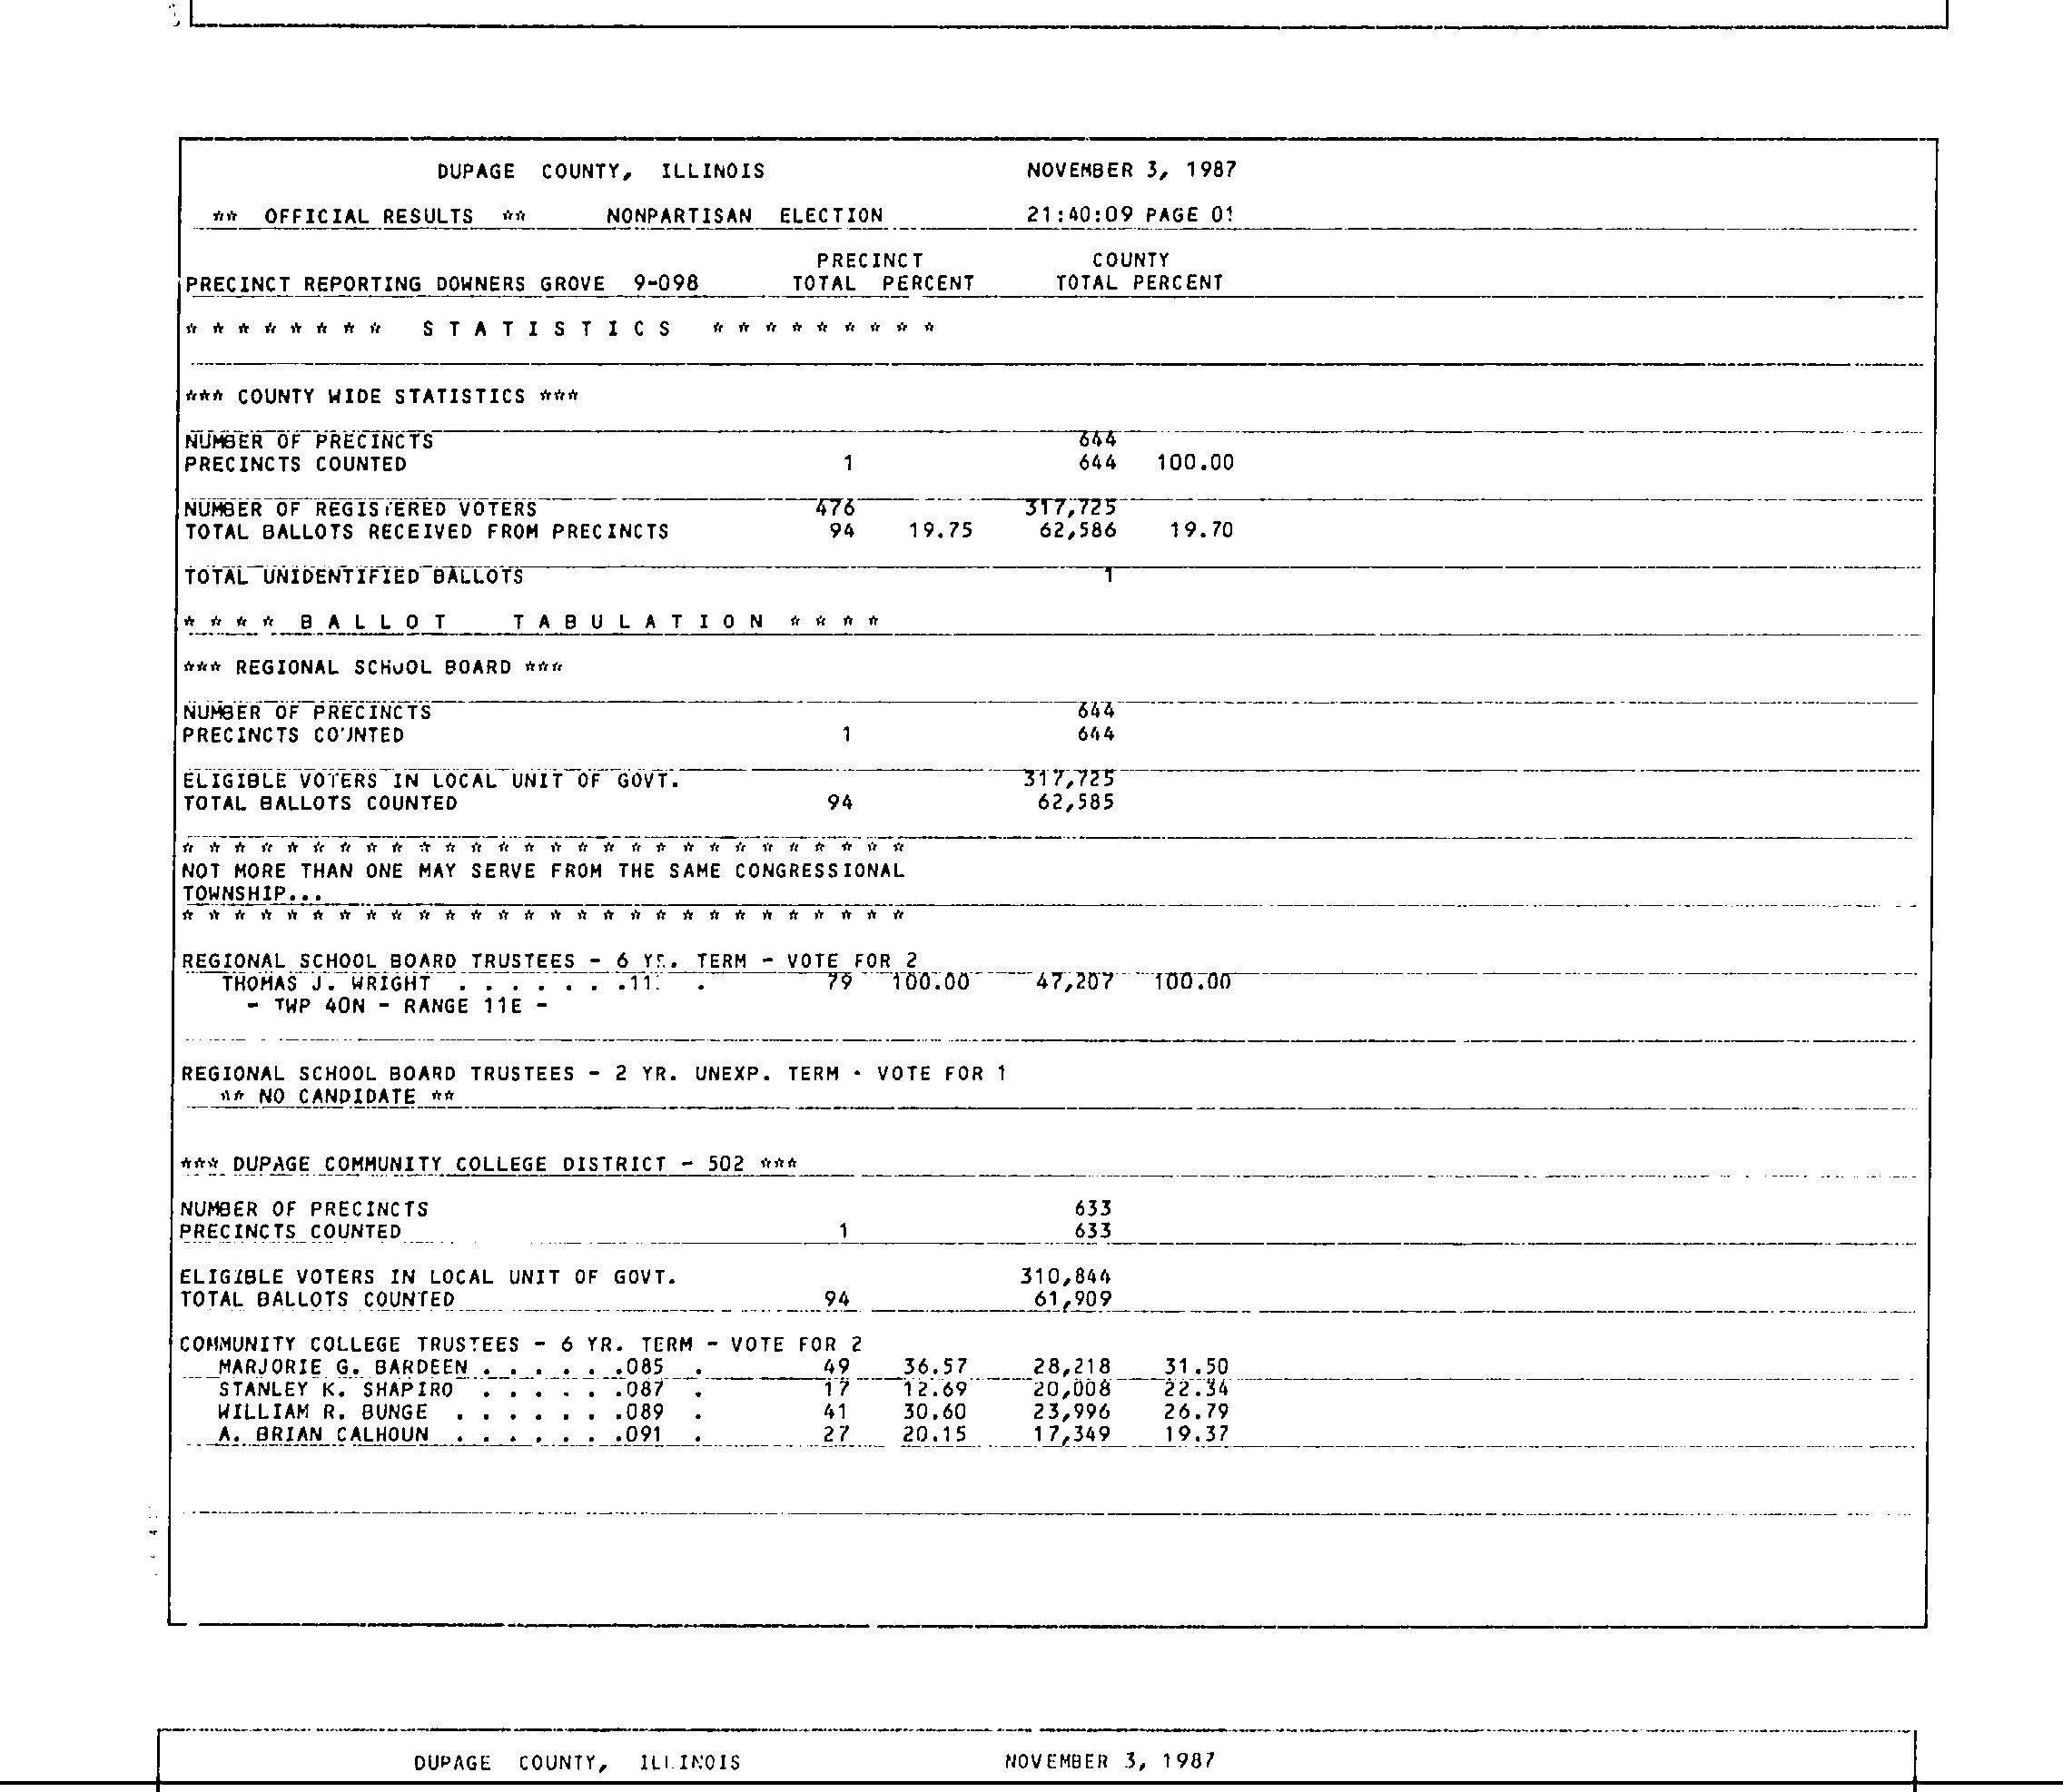 DUPAGE COUNTY, ILLINOIS NOVEMBER 3, 1987
** OFFICIAL RESULTS ** NONPARTISAN ELECTION 21:40:09 PAGE 01
PRECINCT COUNTY
PRECINCT REPORTING DOWNERS GROVE 9-098 TOTAL PERCENT TOTAL PERCENT
* * * * * * * * S T A T I S T I C S * * * * * * * * *
*** COUNTY WIDE STATISTICS ***
NUMBER OF PRECINCTS 644
PRECINCTS COUNTED 1 644 100.00
NUMBER OF REGISTERED VOTERS 476 317,725
TOTAL BALLOTS RECEIVED FROM PRECINCTS 94 19.75 62,586 19.70
TOTAL UNIDENTIFIED BALLOTS 1
* * * * B A L L O T T A B U L A T I O N * * * *
*** REGIONAL SCHOOL BOARD ***
NUMBER OF PRECINCTS 644
PRECINCTS COUNTED 1 644
ELIGIBLE VOTERS IN LOCAL UNIT OF GOVT. 317,725
TOTAL BALLOTS COUNTED 94 62,585
* * * * * * * * * * * * * * * * * * * * * * * * * * * *
NOT MORE THAN ONE MAY SERVE FROM THE SAME CONGRESSIONAL
TOWNSHIP...
* * * * * * * * * * * * * * * * * * * * * * * * * * * *
REGIONAL SCHOOL BOARD TRUSTEES - 6 YR. TERM - VOTE FOR 2
THOMAS J. WRIGHT . . . . . . . . 79 100.00 47,207 100.00
- TWP 40N - RANGE 11E -
REGIONAL SCHOOL BOARD TRUSTEES - 2 YR. UNEXP. TERM - VOTE FOR 1
** NO CANDIDATE **
*** DUPAGE COMMUNITY COLLEGE DISTRICT - 502 ***
NUMBER OF PRECINCTS 633
PRECINCTS COUNTED 1 633
ELIGIBLE VOTERS IN LOCAL UNIT OF GOVT. 310,844
TOTAL BALLOTS COUNTED 94 61,909
COMMUNITY COLLEGE TRUSTEES - 6 YR. TERM - VOTE FOR 2
MARJORIE G. BARDEEN . . . . . .085 . 49 36.57 28,218 31.50
STANLEY K. SHAPIRO . . . . . .087 . 17 12.69 20,008 22.34
WILLIAM R. BUNGE . . . . . . .089 . 41 30.60 23,996 26.79
A. BRIAN CALHOUN . . . . . . .091 . 27 20.15 17,349 19.37
DUPAGE COUNTY, ILLINOIS NOVEMBER 3, 1987